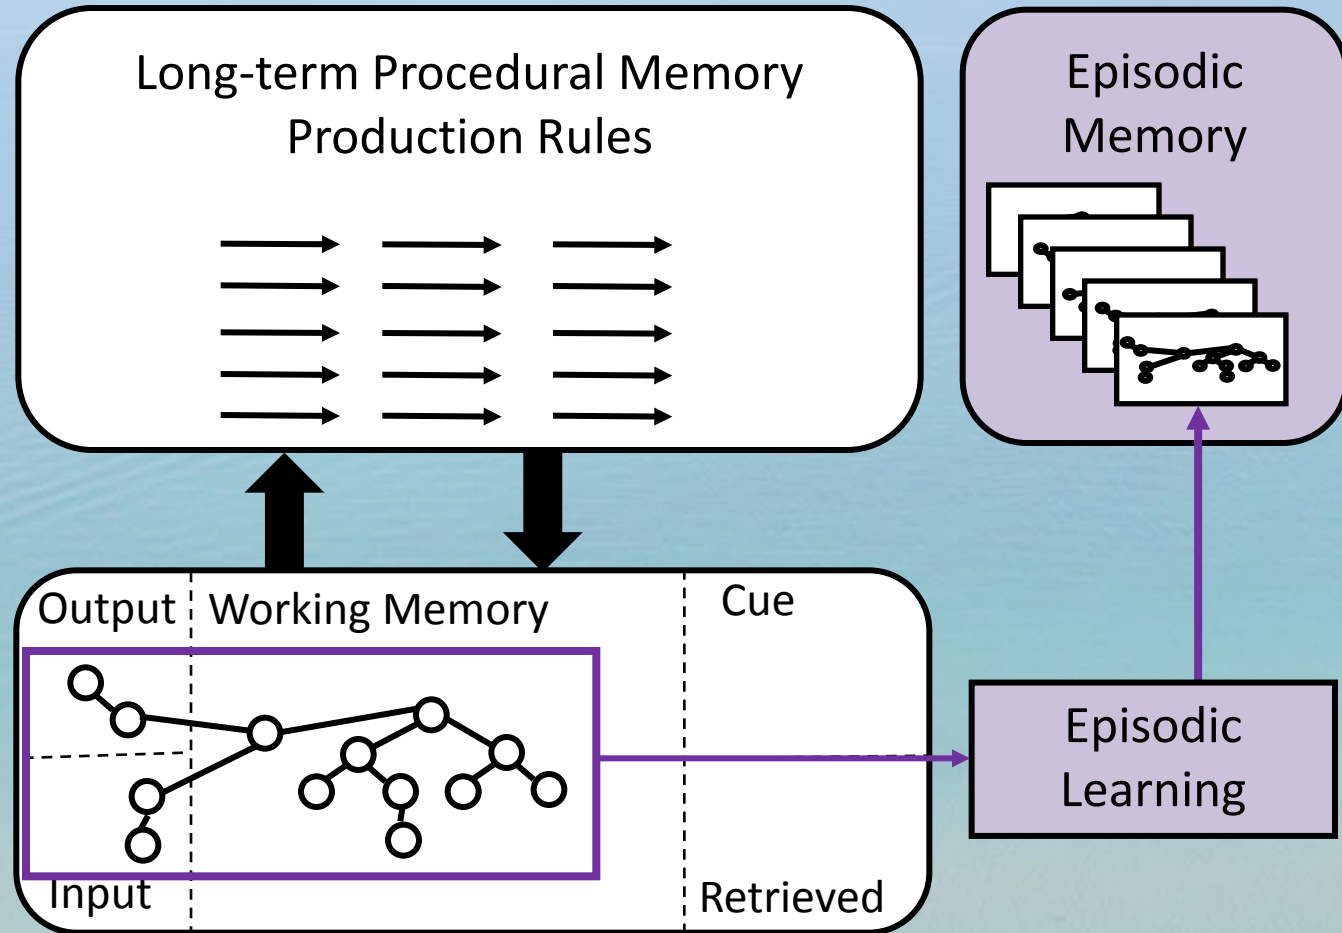 Long-term Procedural Memory
Production Rules
Episodic
Memory
Output
Working Memory
Cue
Input
Retrieved
Episodic
Learning